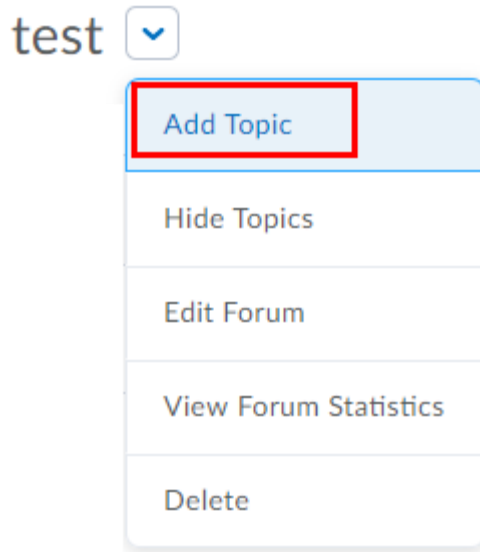 test
Add Topic
Hide Topics
Edit Forum
View Forum Statistics
Delete